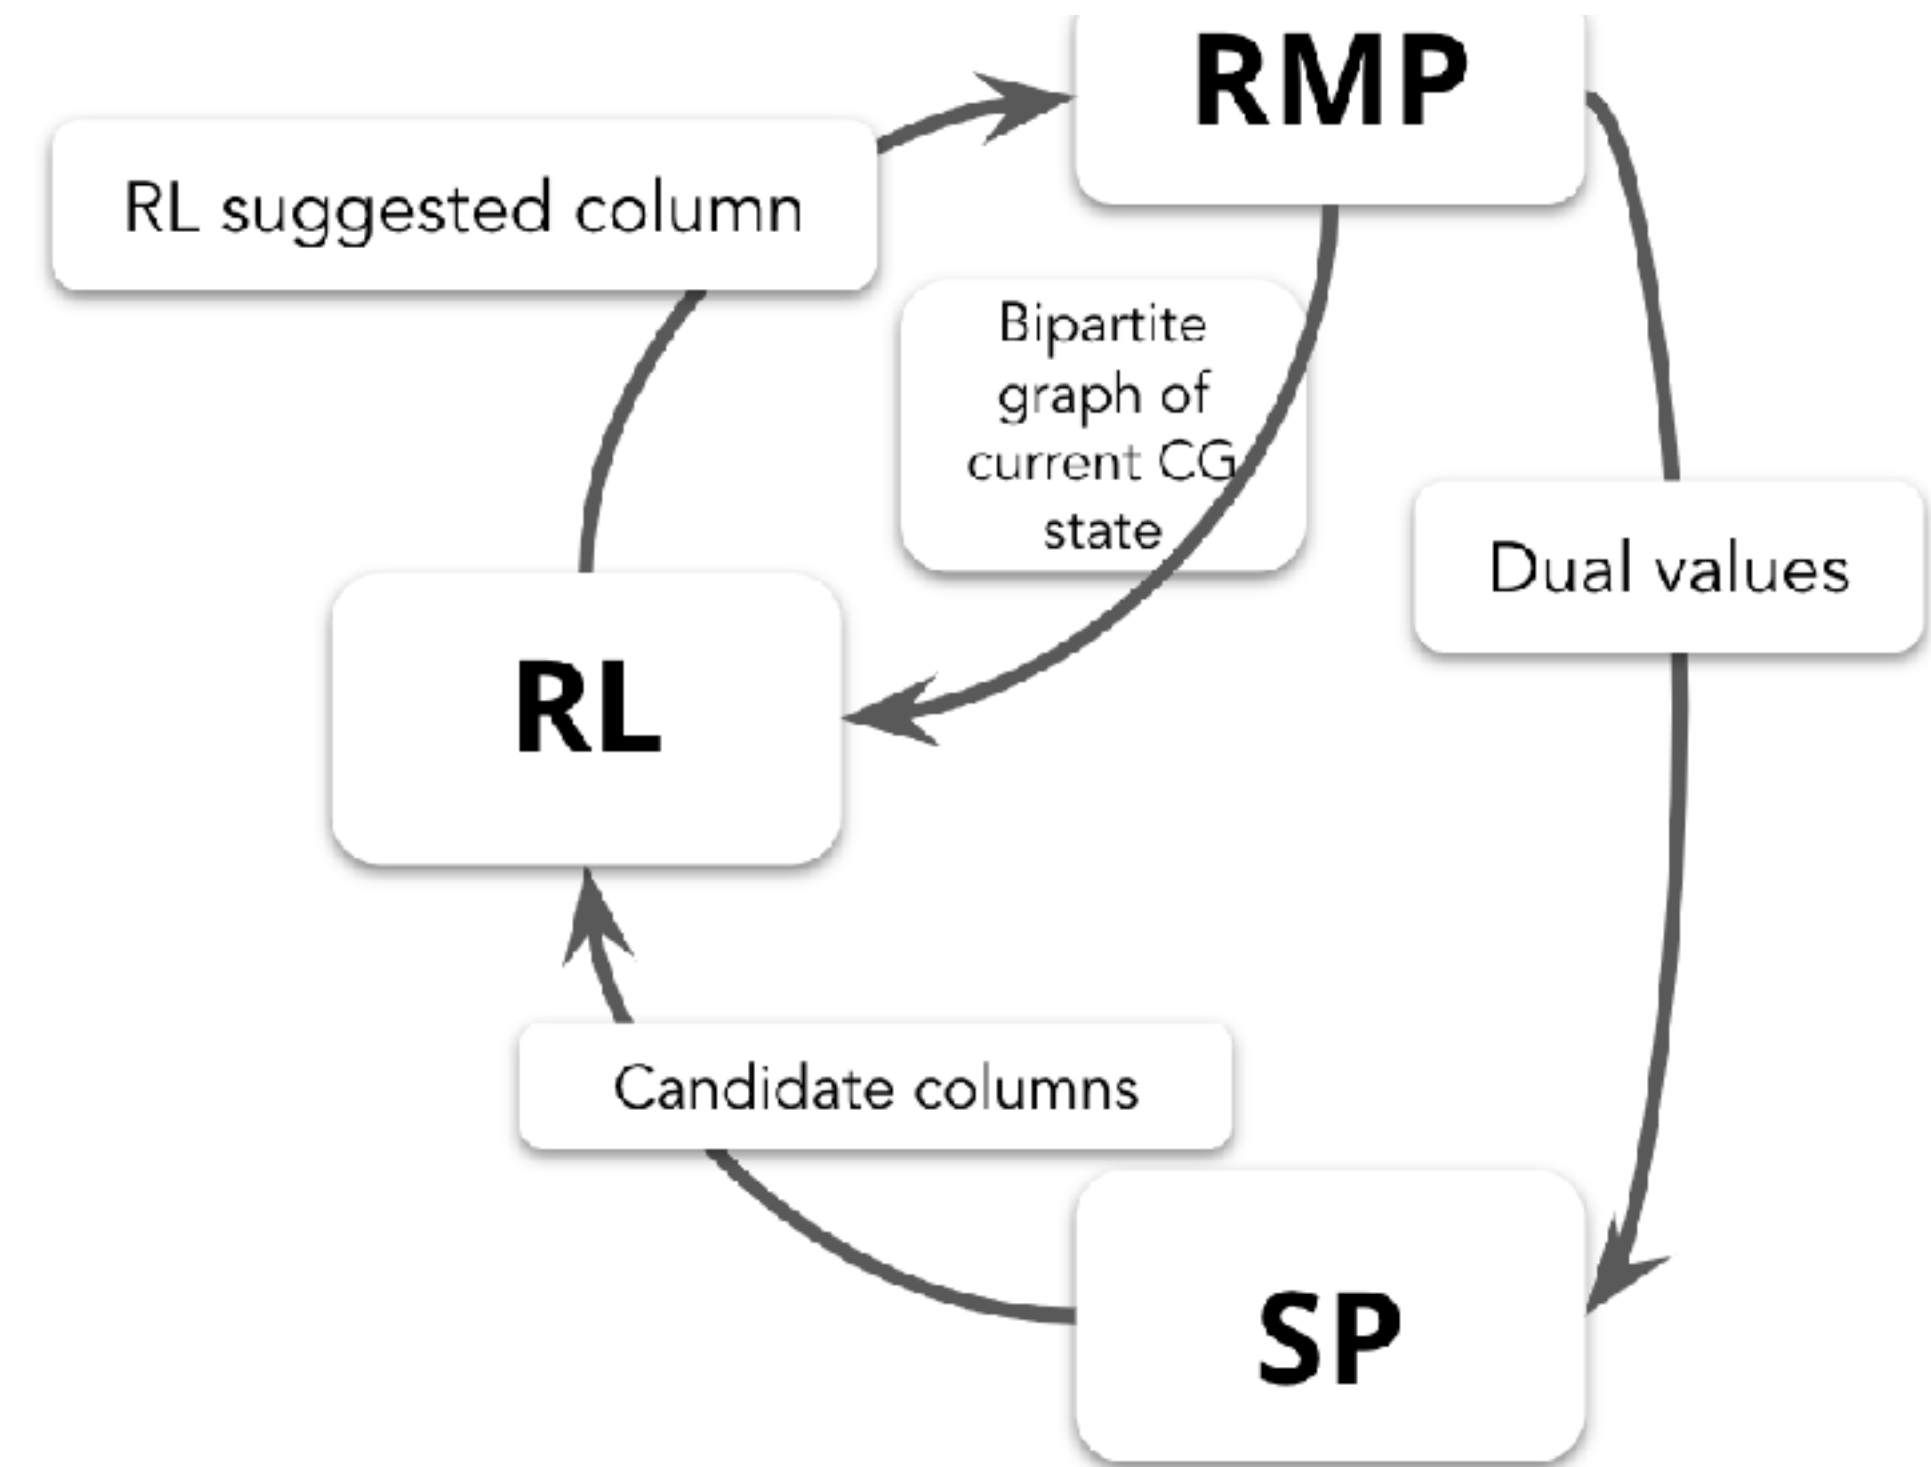 RMP
RL suggested column
Bipartite
graph of
current CG
state
Dual values
RL
Candidate columns
SP